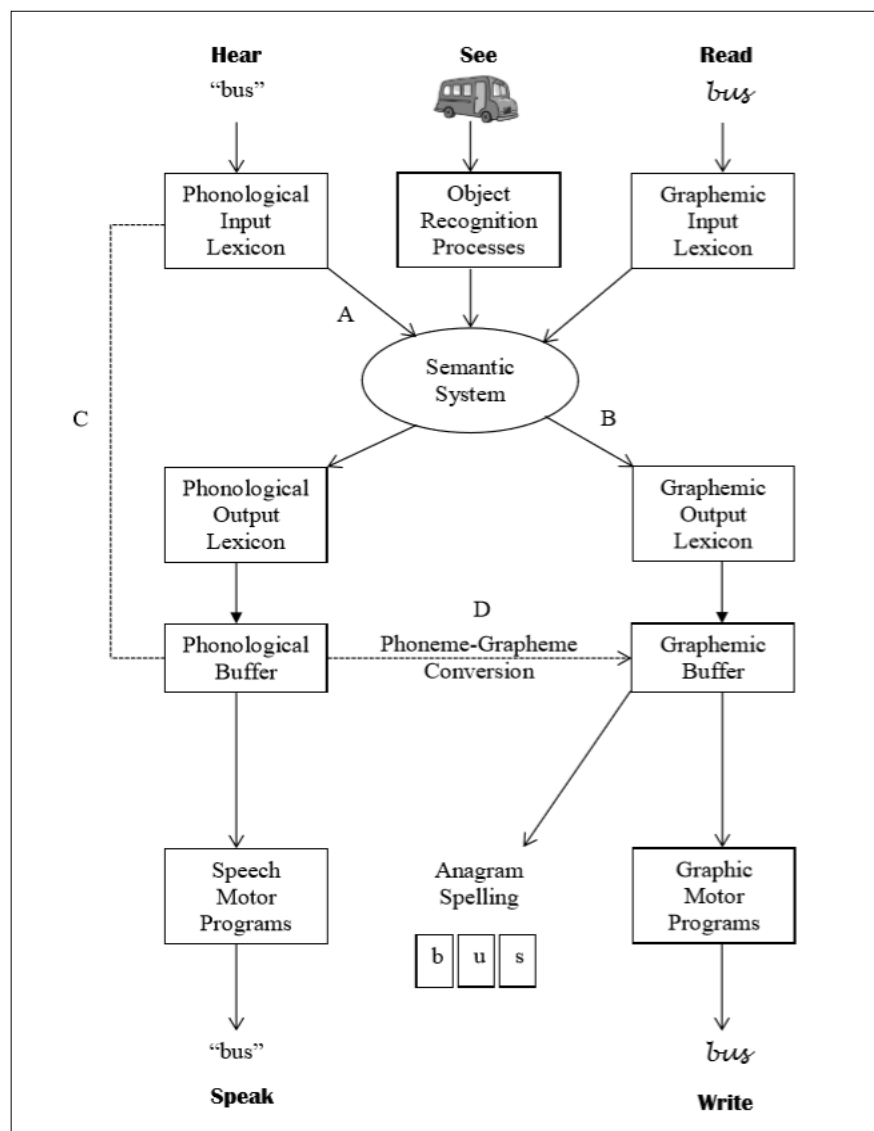 Hear
See
Read
“bus”
bus
Phonological
Input
Lexicon
Object
Recognition
Processes
Graphemic
Input
Lexicon
A
Semantic
System
C
B
Phonological
Output
Lexicon
Graphemic
Output
Lexicon
D
Phoneme-Grapheme
Conversion
Phonological
Buffer
Graphemic
Buffer
Speech
Motor
Programs
Anagram
Spelling
b
u
s
Graphic
Motor
Programs
“bus”
bus
Speak
Write